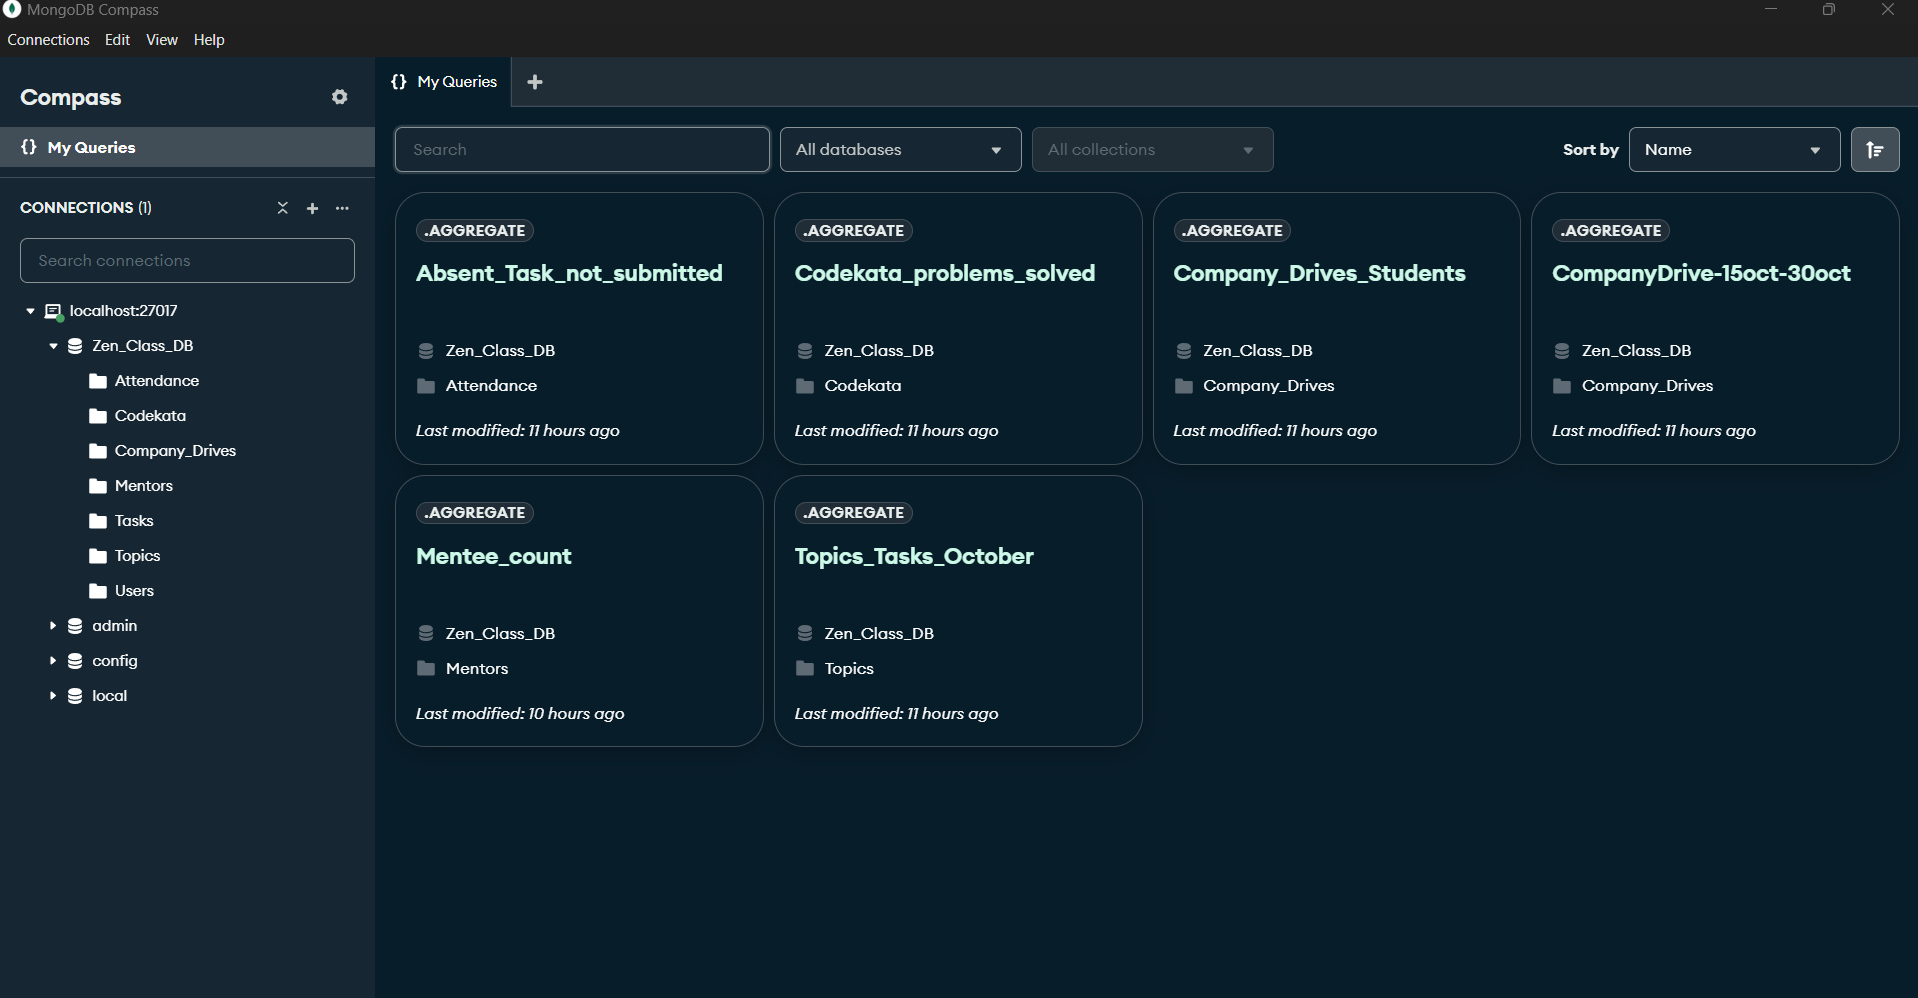 MongoDB Compass
Connections Edit View Help
Compass
{} My Queries
CONNECTIONS (1)
Search connections
localhost:27017
Zen_Class_DB
Attendance
Codekata
Company_Drives
Mentors
Tasks
Topics
Users
admin
config
local
{} My Queries
Search
All databases
All collections
Sort by
Name
.AGGREGATE
Absent_Task_not_submitted
Zen_Class_DB
Attendance
Last modified: 11 hours ago
.AGGREGATE
Codekata_problems_solved
Zen_Class_DB
Codekata
Last modified: 11 hours ago
.AGGREGATE
Company_Drives_Students
Zen_Class_DB
Company_Drives
Last modified: 11 hours ago
.AGGREGATE
CompanyDrive-15oct-30oct
Zen_Class_DB
Company_Drives
Last modified: 11 hours ago
.AGGREGATE
Mentee_count
Zen_Class_DB
Mentors
Last modified: 10 hours ago
.AGGREGATE
Topics_Tasks_October
Zen_Class_DB
Topics
Last modified: 11 hours ago